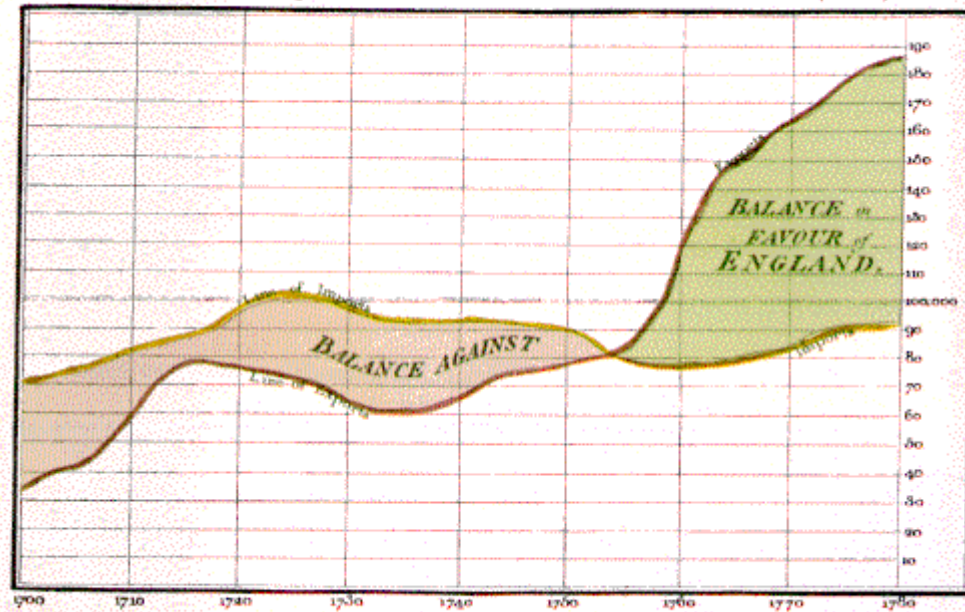 190
180
170
160
Exports
150
140
BALANCE in
130
FAVOUR of
120
ENGLAND.
110
Line of Imports
100,000
90
BALANCE AGAINST
Imports
80
Line of Exports
70
60
50
40
30
20
10
1700 1710 1720 1730 1740 1750 1760 1770 1780